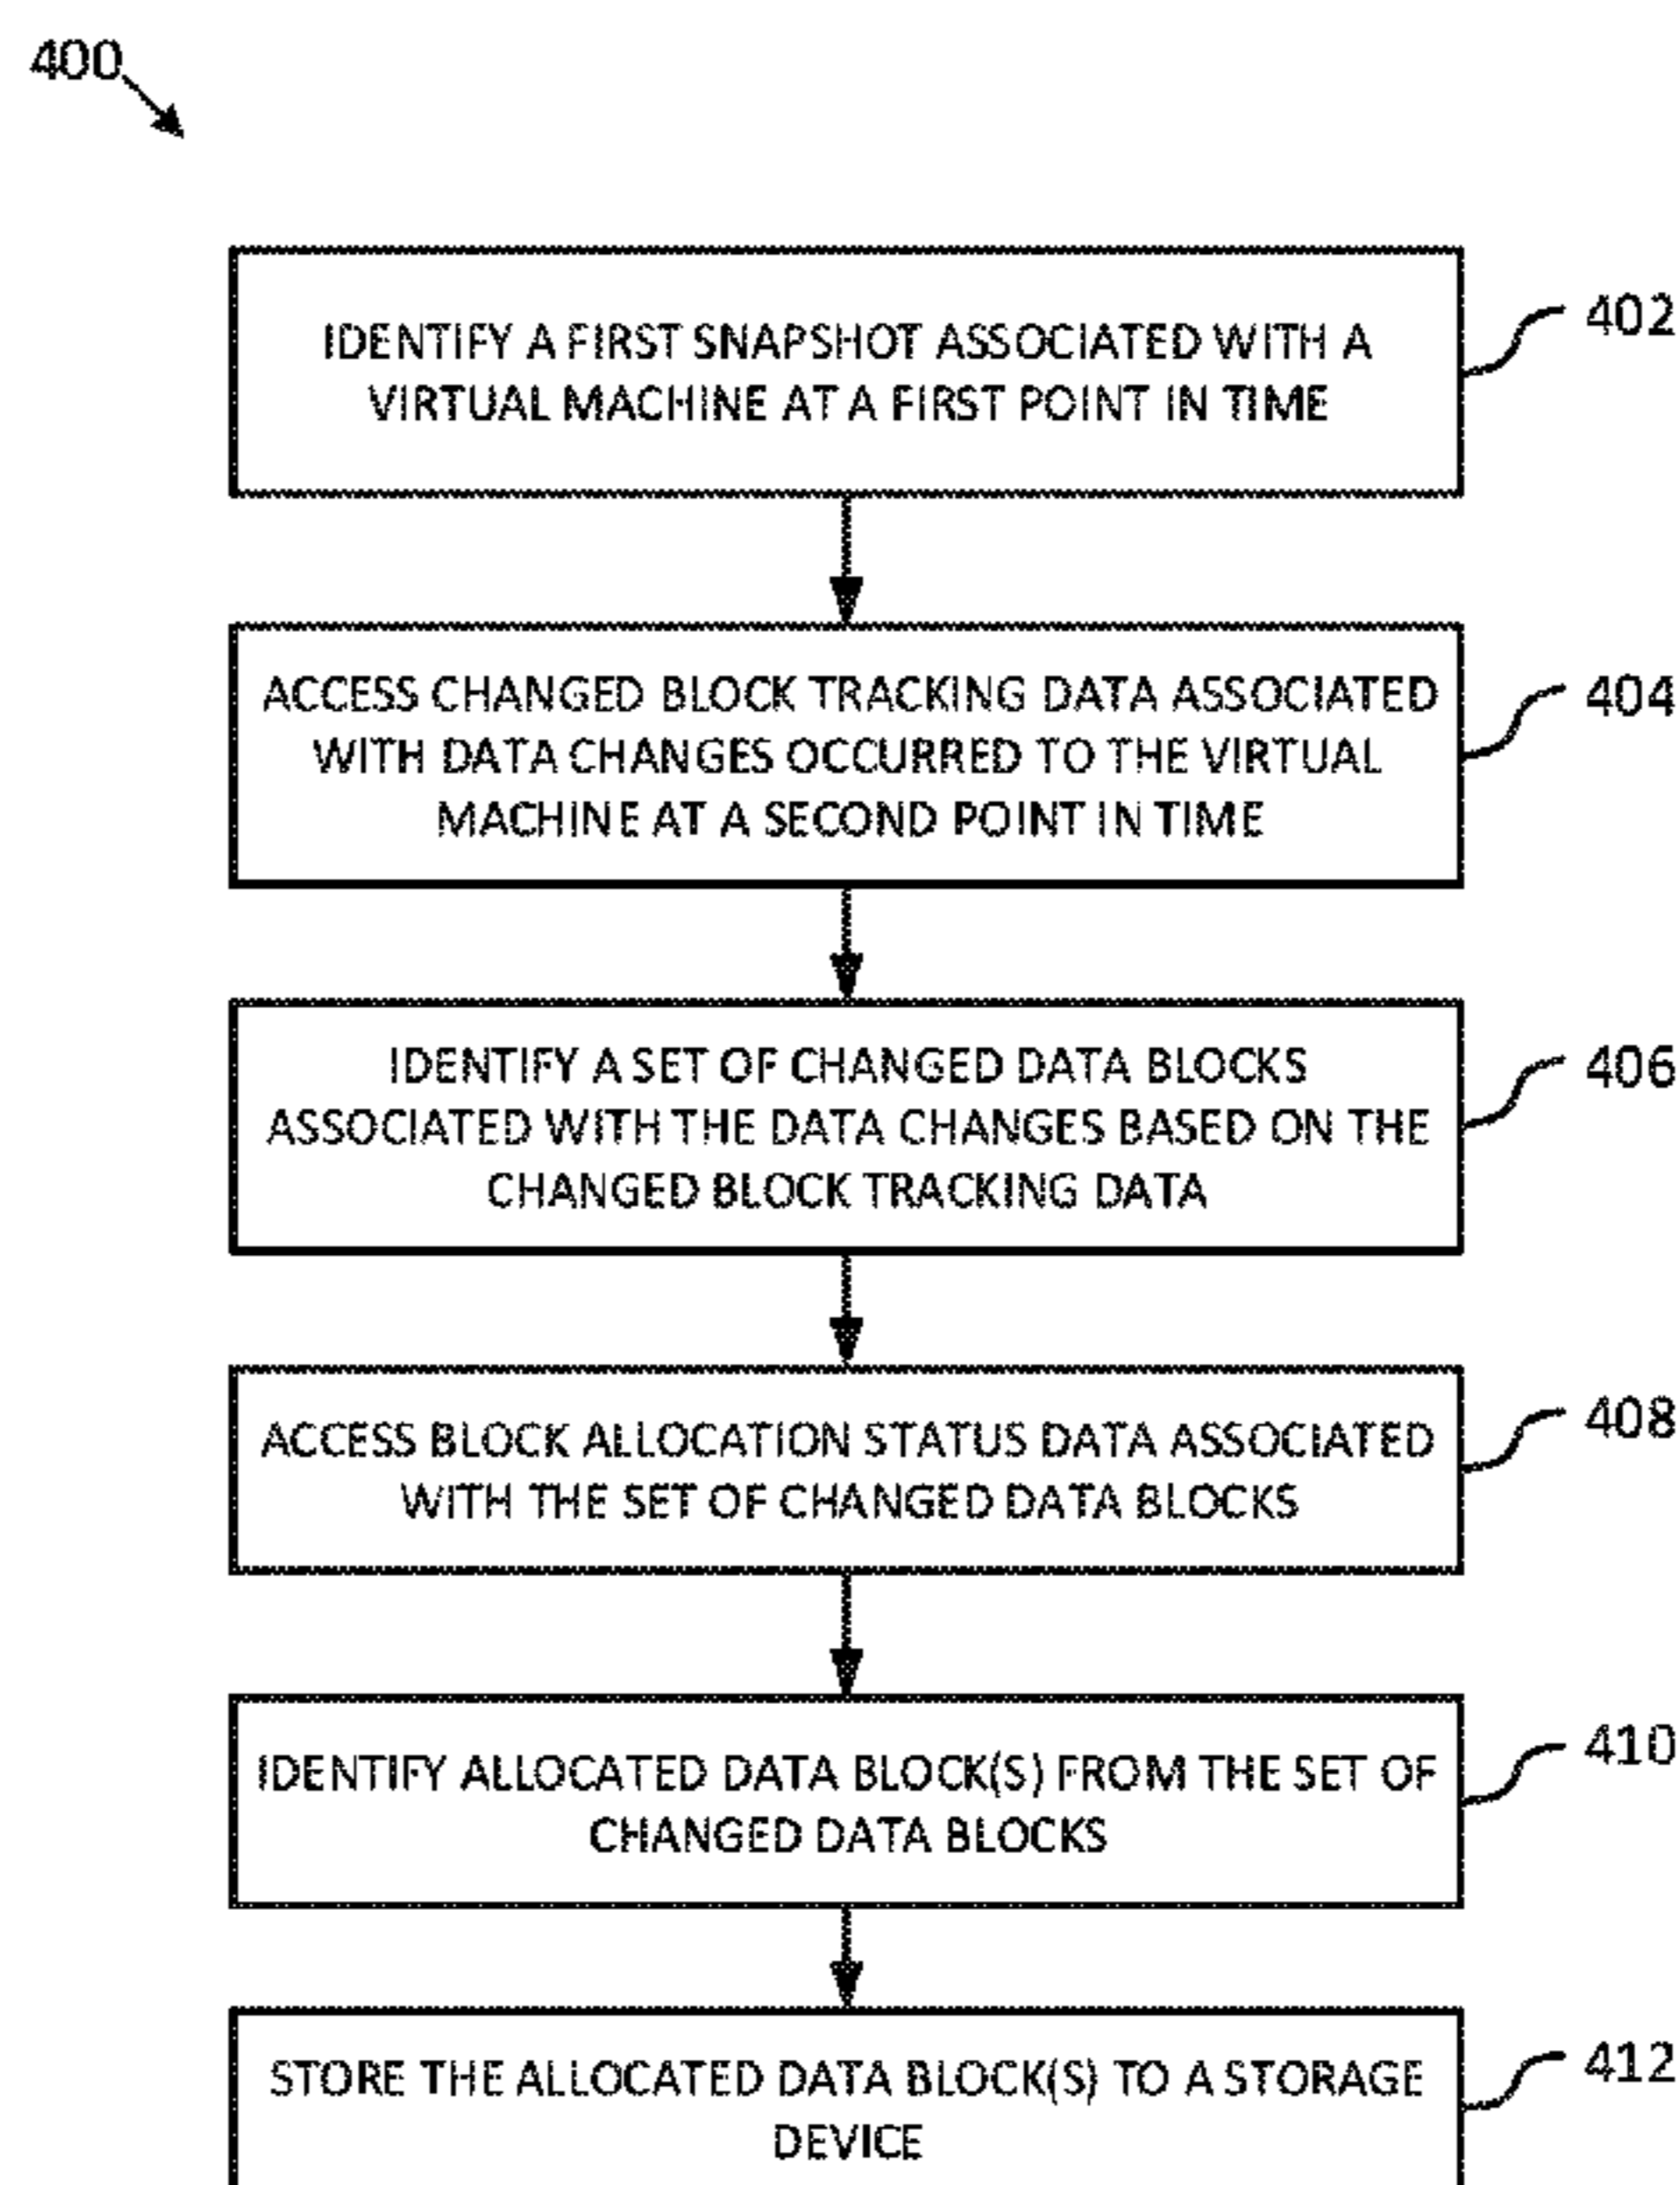 400
IDENTIFY A FIRST SNAPSHOT ASSOCIATED WITH A
VIRTUAL MACHINE AT A FIRST POINT IN TIME
402
ACCESS CHANGED BLOCK TRACKING DATA ASSOCIATED
WITH DATA CHANGES OCCURRED TO THE VIRTUAL
MACHINE AT A SECOND POINT IN TIME
404
IDENTIFY A SET OF CHANGED DATA BLOCKS
ASSOCIATED WITH THE DATA CHANGES BASED ON THE
CHANGED BLOCK TRACKING DATA
406
ACCESS BLOCK ALLOCATION STATUS DATA ASSOCIATED
WITH THE SET OF CHANGED DATA BLOCKS
408
IDENTIFY ALLOCATED DATA BLOCK(S) FROM THE SET OF
CHANGED DATA BLOCKS
410
STORE THE ALLOCATED DATA BLOCK(S) TO A STORAGE
DEVICE
412